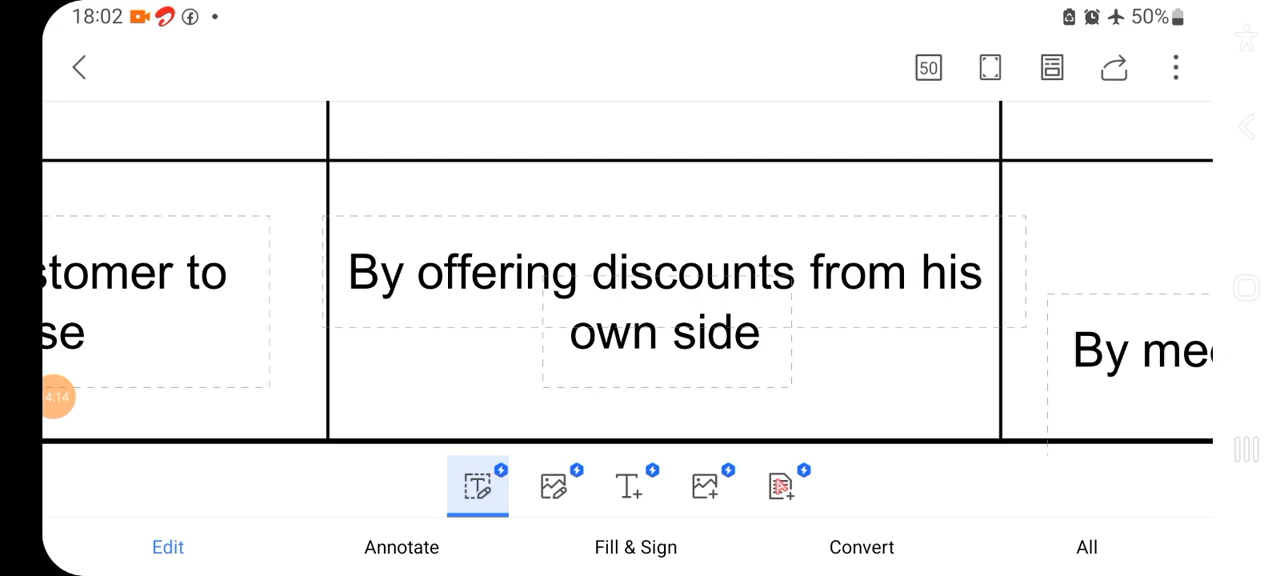 18:02
50%
50
stomer to
By offering discounts from his
own side
se
By me
4:14
Edit
Annotate
Fill & Sign
Convert
All